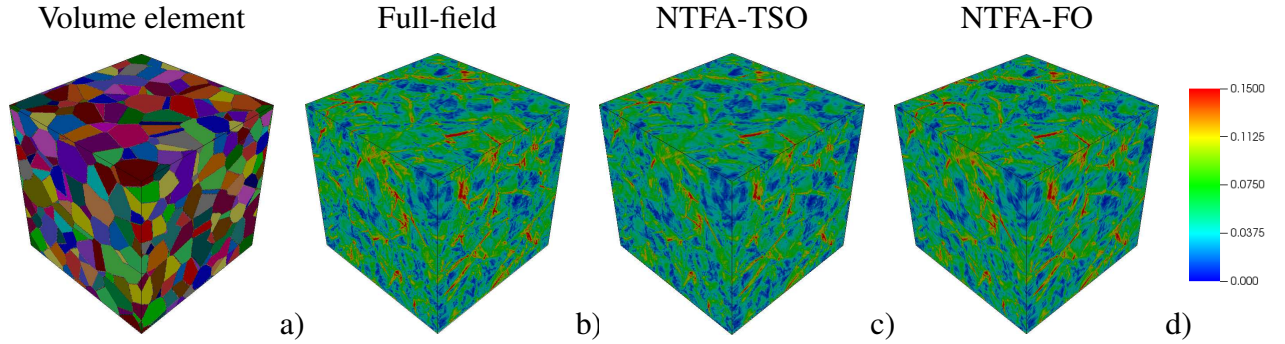 Volume element
Full-field
NTFA-TSO
NTFA-FO
0.1500
0.1125
0.0750
0.0375
0.000
a)
b)
c)
d)